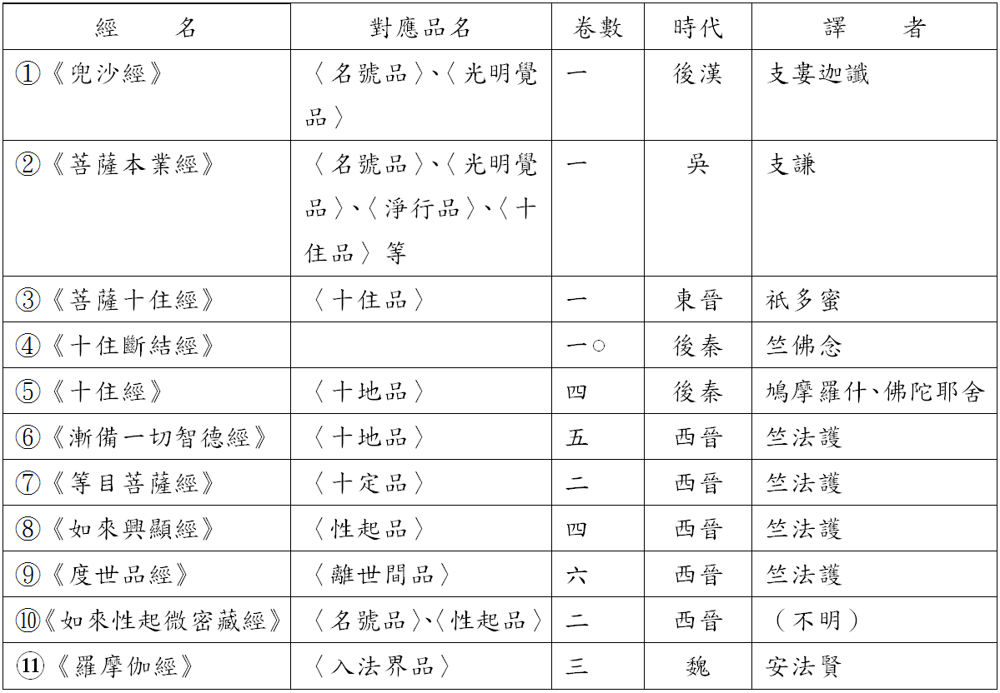 經　　名　對應品名　卷數　時代　譯　　者
①《兜沙經》　〈名號品〉、〈光明覺　一　後漢　支婁迦讖
品〉
②《菩薩本業經》　〈名號品〉、〈光明覺　一　吳　支謙
品〉、〈淨行品〉、〈十
住品〉等
③《菩薩十住經》　〈十住品〉　一　東晉　祇多蜜
④《十住斷結經》　一○　後秦　竺佛念
⑤《十住經》　〈十地品〉　四　後秦　鳩摩羅什、佛陀耶舍
⑥《漸備一切智德經》　〈十地品〉　五　西晉　竺法護
⑦《等目菩薩經》　〈十定品〉　二　西晉　竺法護
⑧《如來興顯經》　〈性起品〉　四　西晉　竺法護
⑨《度世品經》　〈離世間品〉　六　西晉　竺法護
⑩《如來性起微密藏經》　〈名號品〉、〈性起品〉　二　西晉　（不明）
⑪《羅摩伽經》　〈入法界品〉　三　魏　安法賢